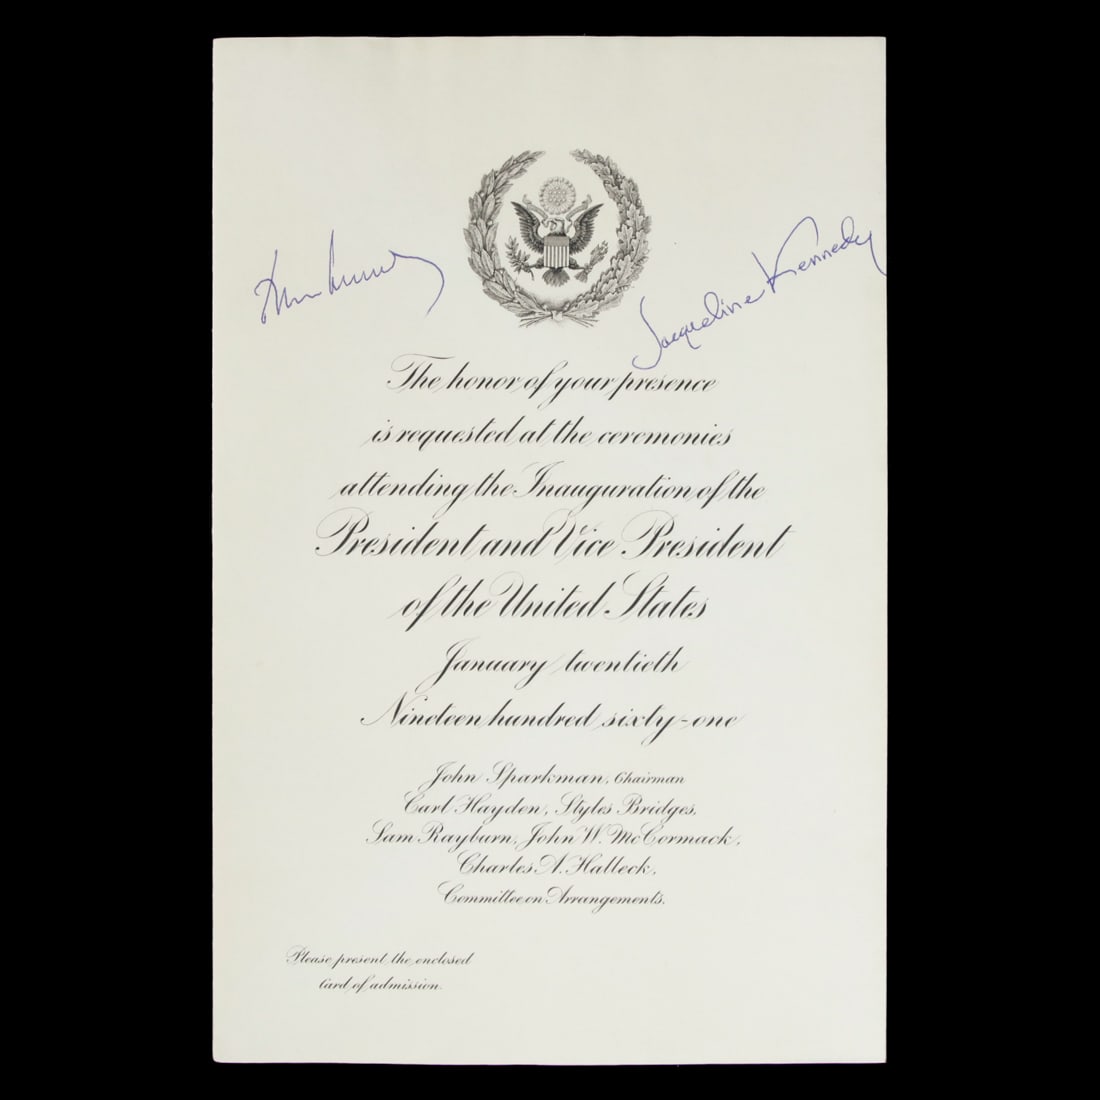 Jacqueline Kennedy
The honor of your presence
is requested at the ceremonies
attending the Inauguration of the
President and Vice President
of the United States
January twentieth
Nineteen hundred sixty-one
John Sparkman, Chairman
Carl Hayden, Styles Bridges,
Sam Rayburn, John W. McCormack,
Charles A. Halleck,
Committee on Arrangements.
Please present the enclosed
card of admission.